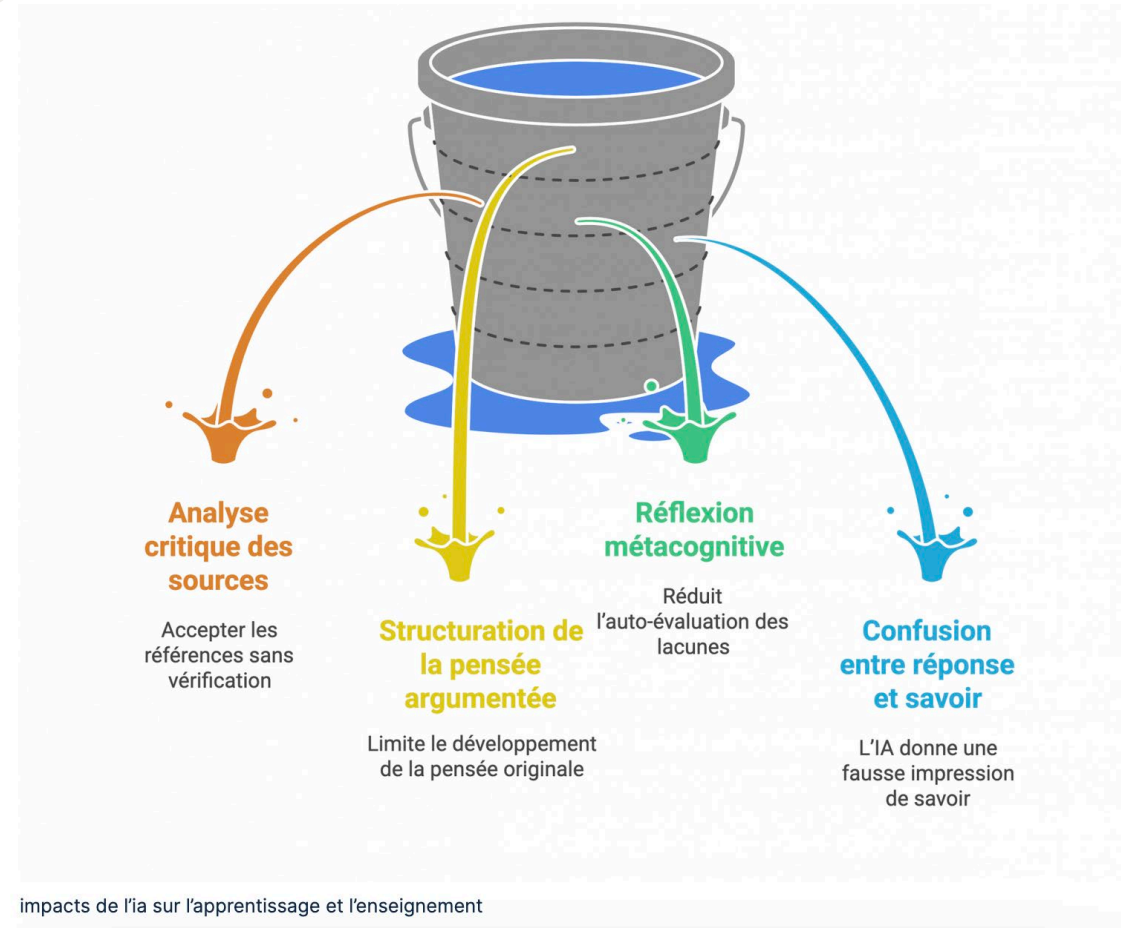 Analyse
critique des
sources
Accepter les
références sans
vérification
Structuration de
la pensée
argumentée
Limite le développement
de la pensée originale
Réflexion
métacognitive
Réduit
l’auto-évaluation des
lacunes
Confusion
entre réponse
et savoir
L’IA donne une
fausse impression
de savoir
impacts de l’ia sur l’apprentissage et l’enseignement